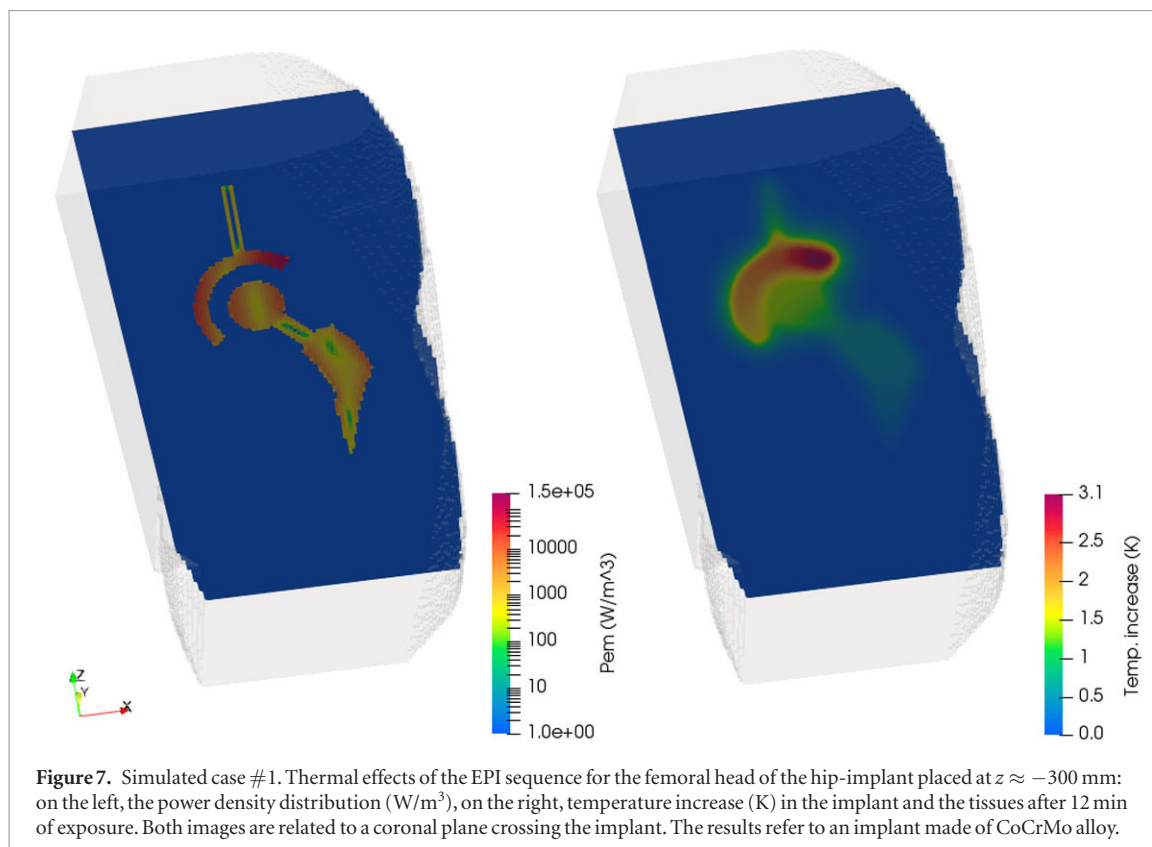 1.5e+05
10000
1000
100
10
1.0e+00
Pem (W/m^3)
3.1
2.5
2
1.5
1
0.5
0.0
Temp. increase (K)
Z
Y
X
Figure 7. Simulated case #1. Thermal effects of the EPI sequence for the femoral head of the hip-implant placed at z ≈ −300 mm:
on the left, the power density distribution (W/m³), on the right, temperature increase (K) in the implant and the tissues after 12 min
of exposure. Both images are related to a coronal plane crossing the implant. The results refer to an implant made of CoCrMo alloy.